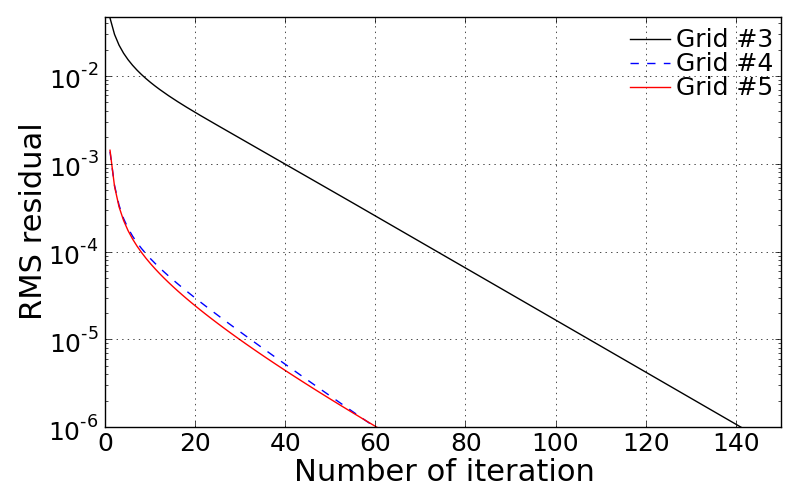 Grid #3
Grid #4
Grid #5
RMS residual
10^-2
10^-3
10^-4
10^-5
10^-6
0 20 40 60 80 100 120 140
Number of iteration